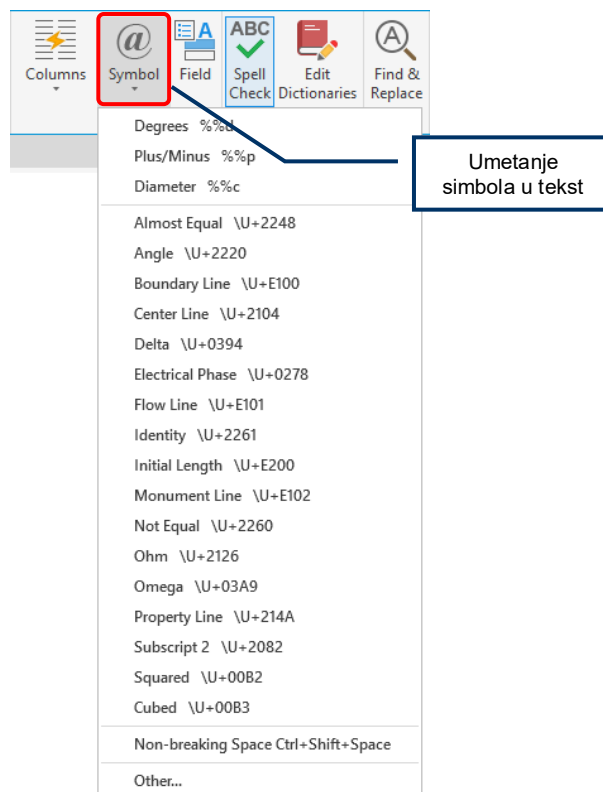 ABC
Columns Symbol Field Spell Check Edit Dictionaries Find & Replace
Degrees %%d
Plus/Minus %%p
Diameter %%c
Umetanje
simbola u tekst
Almost Equal \U+2248
Angle \U+2220
Boundary Line \U+E100
Center Line \U+2104
Delta \U+0394
Electrical Phase \U+0278
Flow Line \U+E101
Identity \U+2261
Initial Length \U+E200
Monument Line \U+E102
Not Equal \U+2260
Ohm \U+2126
Omega \U+03A9
Property Line \U+214A
Subscript 2 \U+2082
Squared \U+00B2
Cubed \U+00B3
Non-breaking Space Ctrl+Shift+Space
Other...